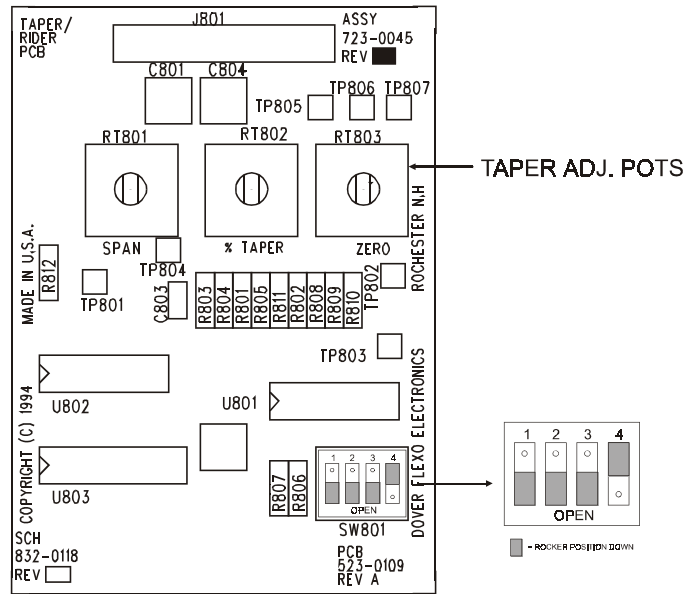 TAPER/
RIDER
PCB
J801
ASSY
723-0045
REV
C801
C804
TP805
TP806
TP807
RT801
RT802
RT803
TAPER ADJ. POTS
SPAN
% TAPER
ZERO
ROCHESTER N,H
MADE IN U.S.A.
R812
TP804
TP801
C803
R803
R804
R801
R805
R811
R802
R808
R809
R810
TP802
TP803
U802
U801
COPYRIGHT (C) 1994
DOVER FLEXO ELECTRONICS
U803
R807
R806
1 2 3 4
OPEN
SW801
1 2 3 4
OPEN
- ROCKER POSITION DOWN
SCH
832-0118
REV
PCB
523-0109
REV A